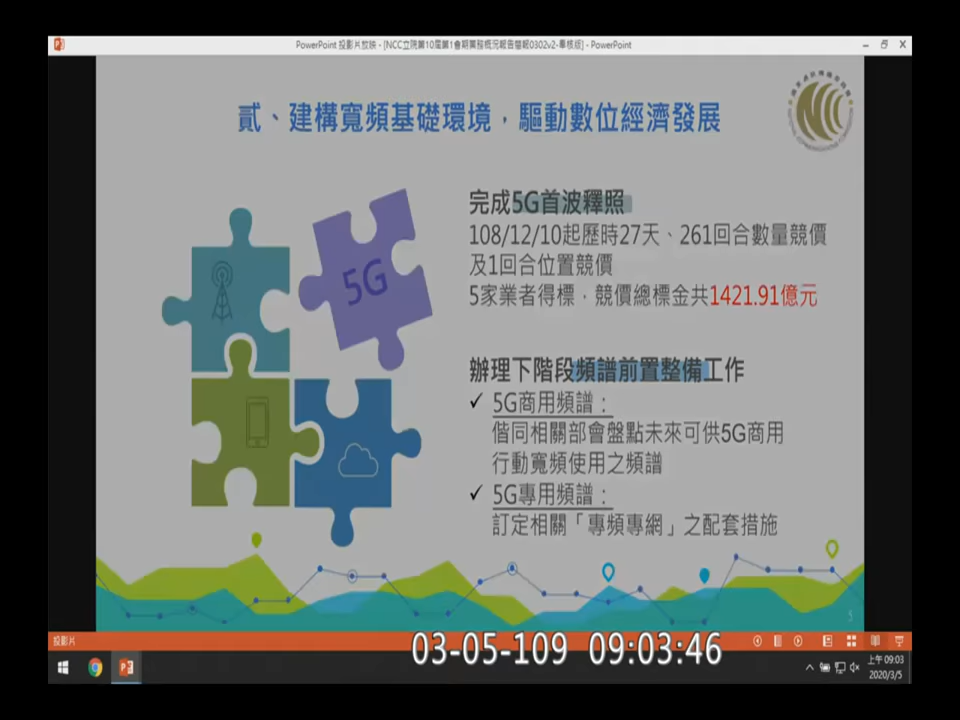 PowerPoint 投影片放映 - [NCC立院第10屆第1會期業務概況報告簡報0302v2-畢核版] - PowerPoint
貳、建構寬頻基礎環境，驅動數位經濟發展
NCC
5G
完成5G首波釋照
108/12/10起歷時27天、261回合數量競價
及1回合位置競價
5家業者得標，競價總標金共1421.91億元
辦理下階段頻譜前置整備工作
✓ 5G商用頻譜：
偕同相關部會盤點未來可供5G商用
行動寬頻使用之頻譜
✓ 5G專用頻譜：
訂定相關「專頻專網」之配套措施
5
投影片
03-05-109 09:03:46
上午 09:03
2020/3/5